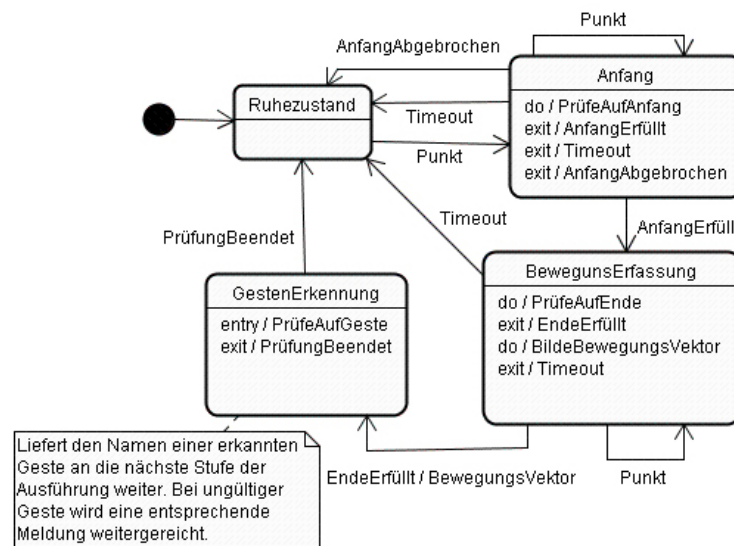 Punkt
AnfangAbgebrochen
Anfang
Ruhezustand
do / PrüfeAufAnfang
exit / AnfangErfüllt
exit / Timeout
exit / AnfangAbgebrochen
Timeout
Punkt
Timeout
AnfangErfüll
PrüfungBeendet
BewegunsErfassung
do / PrüfeAufEnde
exit / EndeErfüllt
do / BildeBewegungsVektor
exit / Timeout
GestenErkennung
entry / PrüfeAufGeste
exit / PrüfungBeendet
Liefert den Namen einer erkannten
Geste an die nächste Stufe der
Ausführung weiter. Bei ungültiger
Geste wird eine entsprechende
Meldung weitergereicht.
EndeErfüllt / BewegungsVektor
Punkt